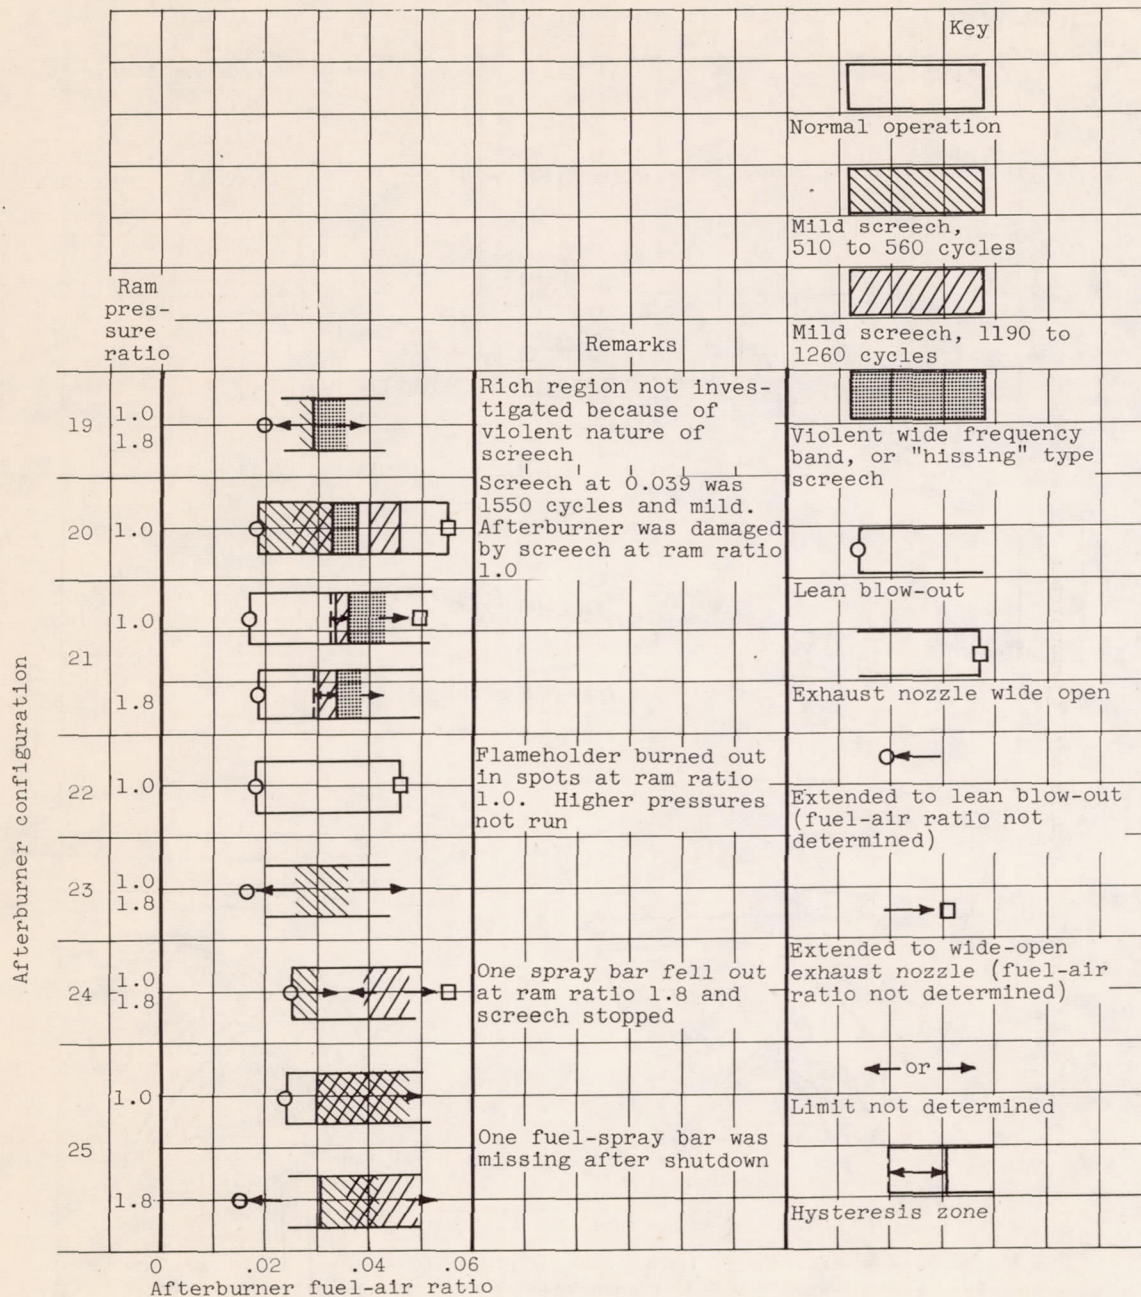 Key
Normal operation
Mild screech,
510 to 560 cycles
Mild screech, 1190 to
1260 cycles
Violent wide frequency
band, or "hissing" type
screech
Lean blow-out
Exhaust nozzle wide open
Extended to lean blow-out
(fuel-air ratio not
determined)
Extended to wide-open
exhaust nozzle (fuel-air
ratio not determined)
or
Limit not determined
Hysteresis zone
Ram
pres-
sure
ratio
Remarks
19
1.0
1.8
Rich region not inves-
tigated because of
violent nature of
screech
20
1.0
Screech at 0.039 was
1550 cycles and mild.
Afterburner was damaged
by screech at ram ratio
1.0
21
1.0
1.8
22
1.0
Flameholder burned out
in spots at ram ratio
1.0. Higher pressures
not run
23
1.0
1.8
24
1.0
1.8
One spray bar fell out
at ram ratio 1.8 and
screech stopped
25
1.0
1.8
One fuel-spray bar was
missing after shutdown
Afterburner configuration
0 .02 .04 .06
Afterburner fuel-air ratio